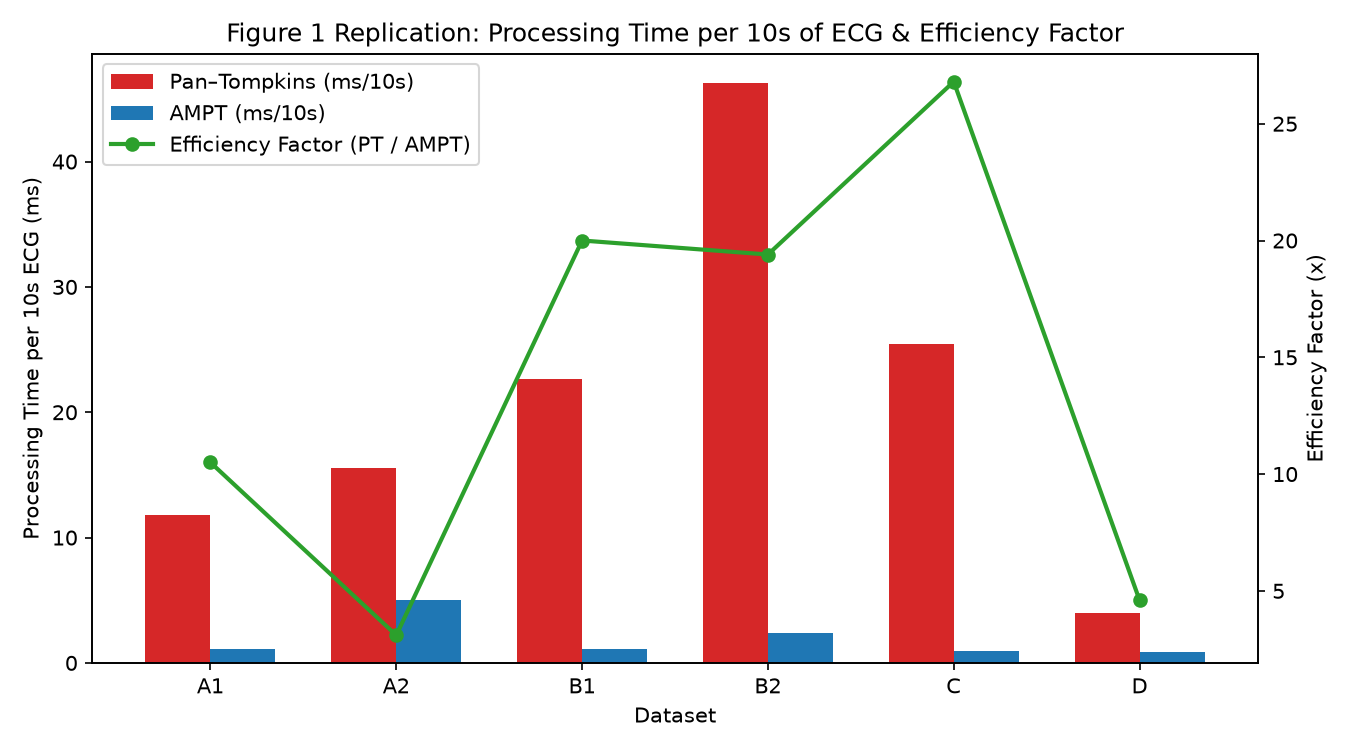 Figure 1 Replication: Processing Time per 10s of ECG & Efficiency Factor
Pan–Tompkins (ms/10s)
AMPT (ms/10s)
Efficiency Factor (PT / AMPT)
Processing Time per 10s ECG (ms)
40
30
20
10
0
25
20
15
10
5
Efficiency Factor (x)
A1 A2 B1 B2 C D
Dataset